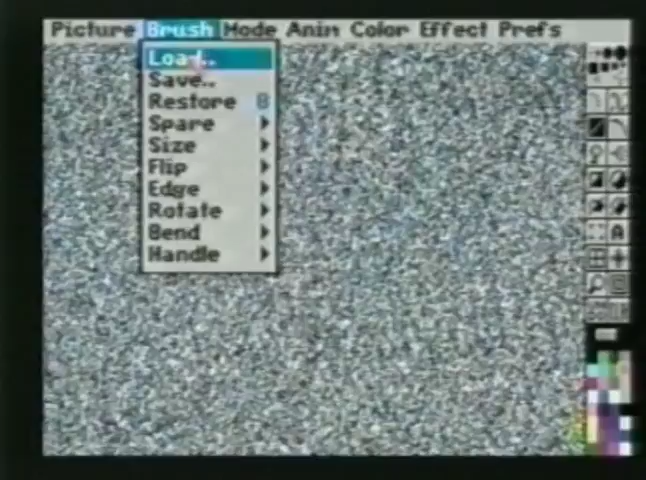 Picture Brush Mode Anim Color Effect Prefs
Load..
Save..
Restore B
Spare
Size
Flip
Edge
Rotate
Bend
Handle
A